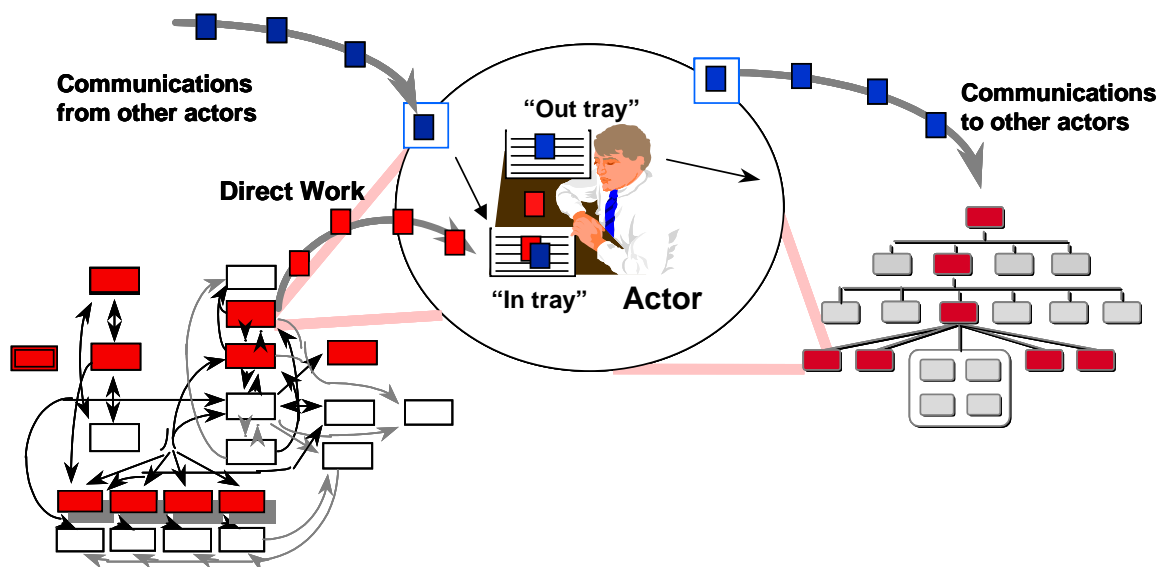 Communications
from other actors
“Out tray”
Communications
to other actors
Direct Work
“In tray”
Actor